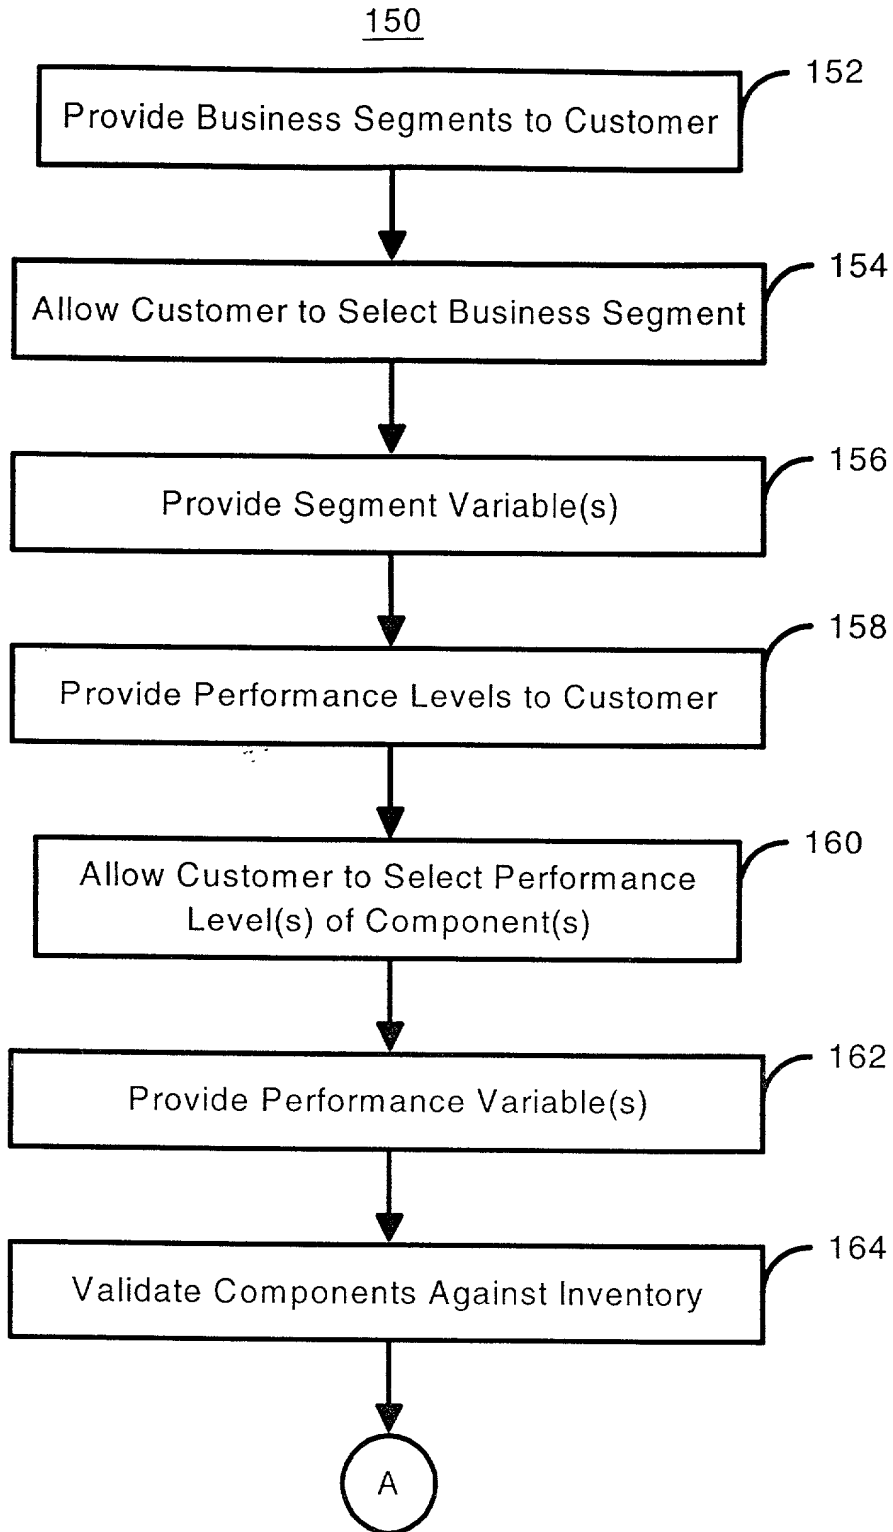 150
Provide Business Segments to Customer
152
Allow Customer to Select Business Segment
154
Provide Segment Variable(s)
156
Provide Performance Levels to Customer
158
Allow Customer to Select Performance
Level(s) of Component(s)
160
Provide Performance Variable(s)
162
Validate Components Against Inventory
164
A